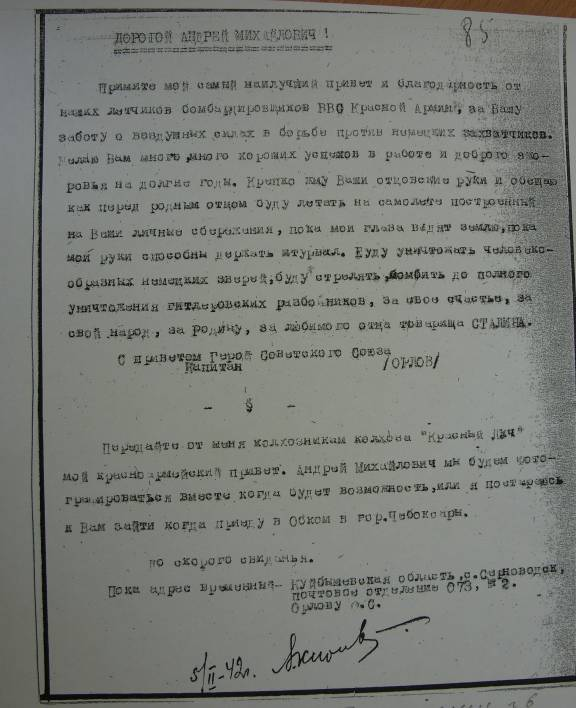 85
ДОРОГОЙ АНДРЕЙ МИХАЙЛОВИЧ!
Примите мой самый наилучший привет и благодарность от
наших летчиков бомбардировщиков ВВС Красной Армии, за Вашу
заботу о воздушных силах в борьбе против немецких захватчиков.
Желаю Вам много, много хороших успехов в работе и доброго здо-
ровья на долгие годы. Крепко жму Ваши отцовские руки и обещаю
как перед родным отцом буду летать на самолете построенный
на Ваши личные сбережения, пока мои глаза видят землю, пока
мои руки способны держать штурвал. Буду уничтожать человеко-
образных немецких зверей, буду стрелять, бомбить до полного
уничтожения гитлеровских разбойников, за свое счастье, за
свой народ, за родину, за любимого отца товарища СТАЛИНА.
С приветом Герой Советского Союза
Капитан /ОРЛОВ/
- § -
Передайте от меня колхозникам колхоза "Красный Луч"
мой красноармейский привет. Андрей Михайлович мы будем фото-
графироваться вместе когда будет возможность, или я постараюсь
к Вам зайти когда приеду в Обком в гор. Чебоксары.
До скорого свиданья.
Пока адрес временный- Куйбышевская область, с. Серноводск,
почтовое отделение 073, 2.
Орлову С.
5/II-42г.